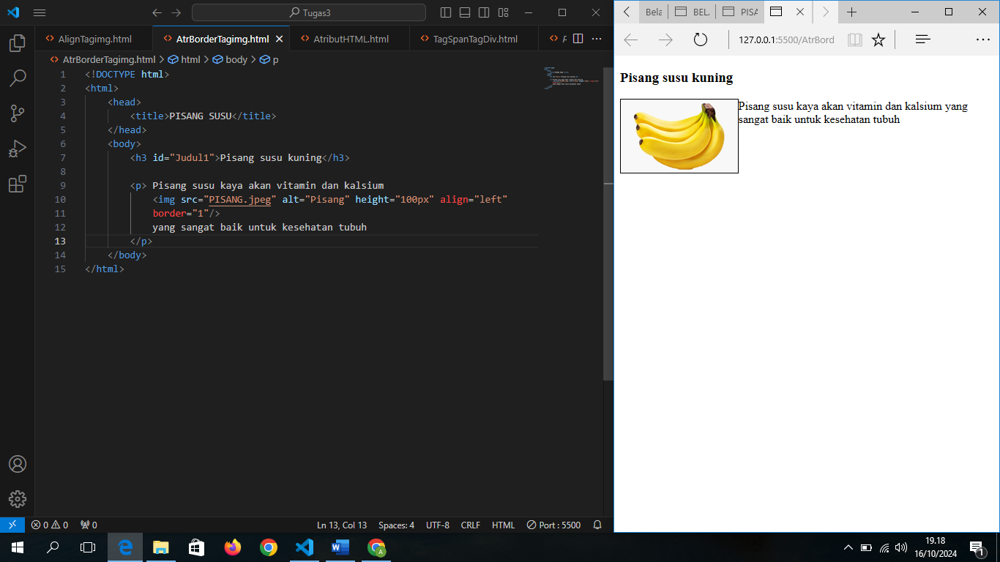 Tugas3
AlignTagimg.html
AtrBorderTagimg.html
AtributHTML.html
TagSpanTagDiv.html
AtrBorderTagimg.html > html > body > p
1 <!DOCTYPE html>
2 <html>
3 <head>
4 <title>PISANG SUSU</title>
5 </head>
6 <body>
7 <h3 id="Judul1">Pisang susu kuning</h3>
8
9 <p> Pisang susu kaya akan vitamin dan kalsium
10 <img src="PISANG.jpeg" alt="Pisang" height="100px" align="left"
11 border="1"/>
12 yang sangat baik untuk kesehatan tubuh
13 </p>
14 </body>
15 </html>
0 0 0
Ln 13, Col 13 Spaces: 4 UTF-8 CRLF HTML Port : 5500
Bela
BEL
PISA
127.0.0.1:5500/AtrBord
Pisang susu kuning
Pisang susu kaya akan vitamin dan kalsium yang
sangat baik untuk kesehatan tubuh
19.18
16/10/2024
1